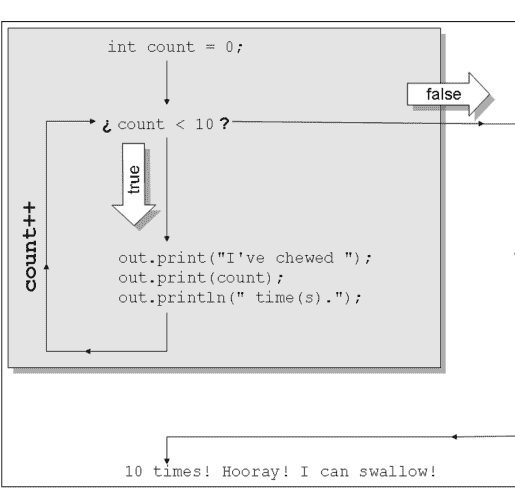 int count = 0;
false
¿ count < 10 ?
true
count++
out.print("I've chewed ");
out.print(count);
out.println(" time(s).");
10 times! Hooray! I can swallow!